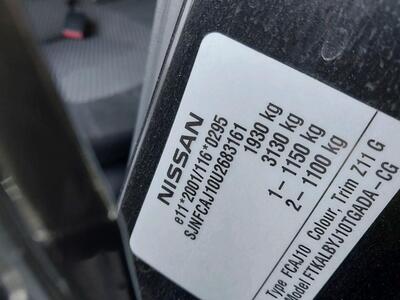 NISSAN
e11*2001/116*0295
SJNFCAJ10U2683161
1930 kg
3130 kg
1- 1150 kg
2- 1100 kg
Type FCAJ10 Colour, Trim Z11 G
Model FTKALBYJ10TGADA-CG